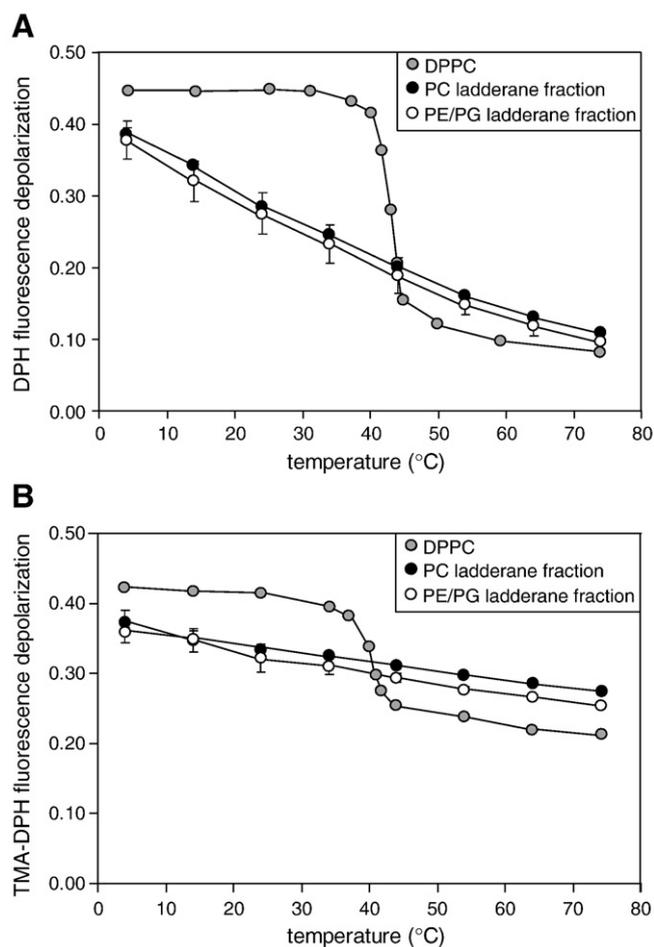 A
0.50
DPPC
PC ladderane fraction
PE/PG ladderane fraction
0.40
0.30
0.20
0.10
0.00
DPH fluorescence depolarization
0 10 20 30 40 50 60 70 80
temperature (°C)
B
0.50
DPPC
PC ladderane fraction
PE/PG ladderane fraction
0.40
0.30
0.20
0.10
0.00
TMA-DPH fluorescence depolarization
0 10 20 30 40 50 60 70 80
temperature (°C)